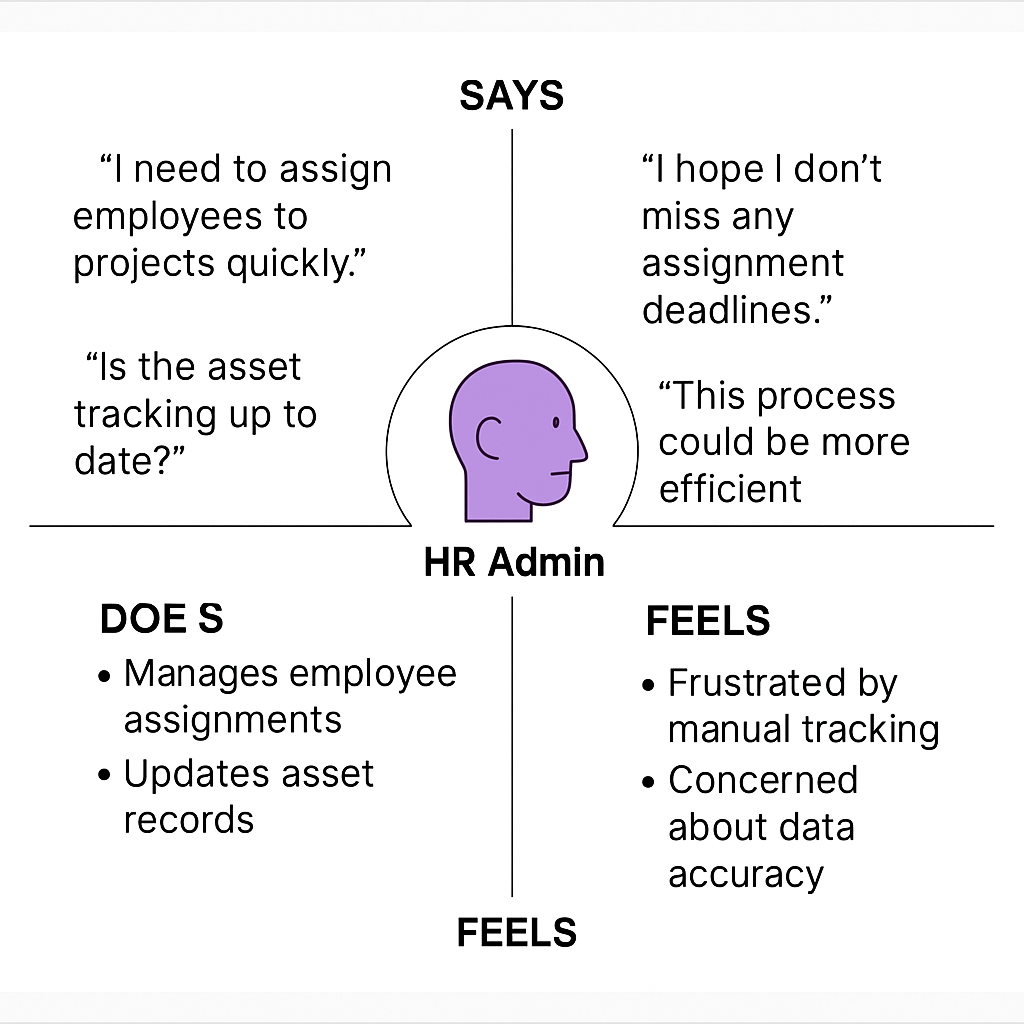 SAYS
“I need to assign
employees to
projects quickly.”
“Is the asset
tracking up to
date?”
“I hope I don’t
miss any
assignment
deadlines.”
“This process
could be more
efficient
HR Admin
DOE S
• Manages employee
assignments
• Updates asset
records
FEELS
• Frustrated by
manual tracking
• Concerned
about data
accuracy
FEELS